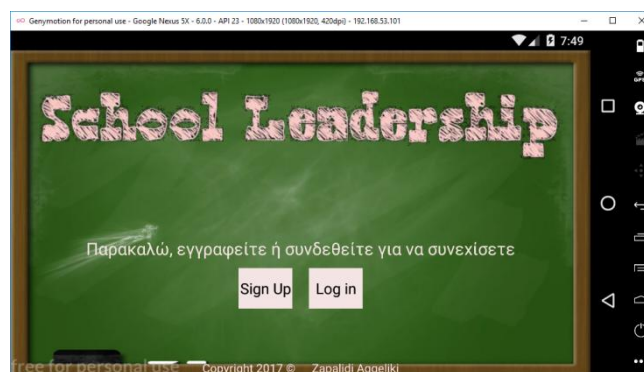 Genymotion for personal use - Google Nexus 5X - 6.0.0 - API 23 - 1080x1920 (1080x1920, 420dpi) - 192.168.53.101
7:49
School Leadership
Παρακαλώ, εγγραφείτε ή συνδεθείτε για να συνεχίσετε
Sign Up Log in
free for personal use Copyright 2017 © Zapalidi Aggeliki